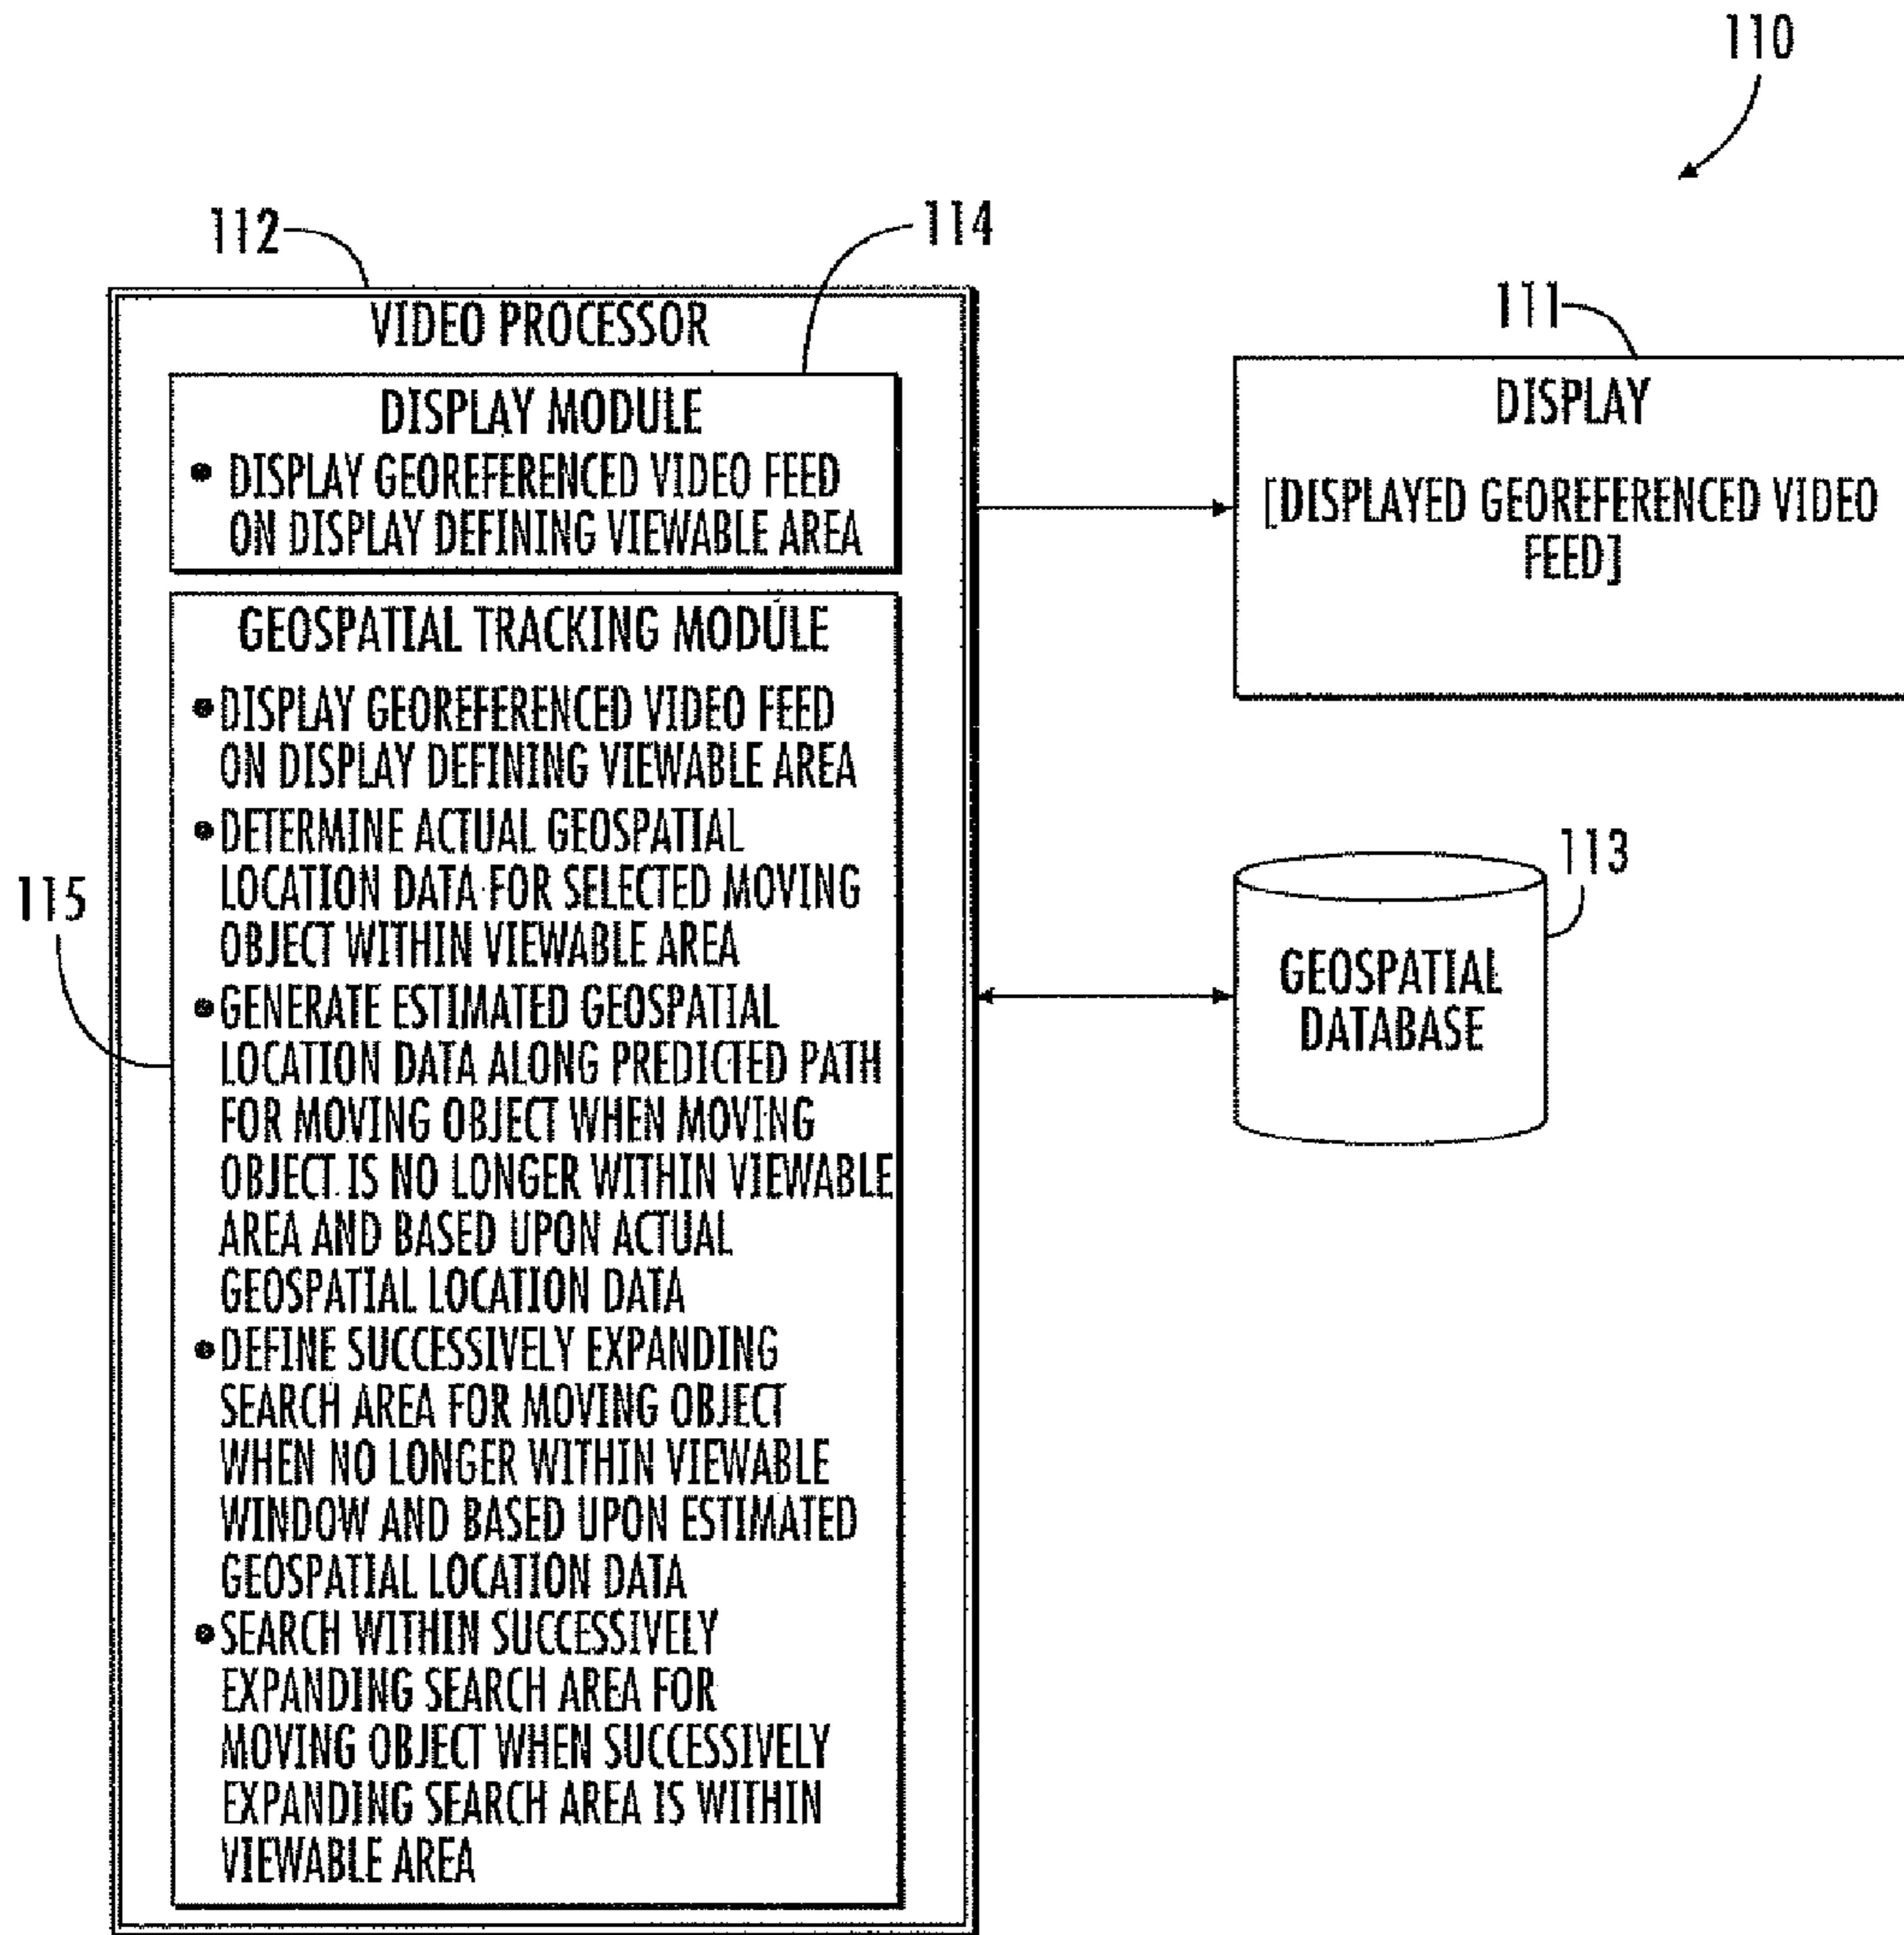 110
112
114
VIDEO PROCESSOR
DISPLAY MODULE
• DISPLAY GEOREFERENCED VIDEO FEED
ON DISPLAY DEFINING VIEWABLE AREA
GEOSPATIAL TRACKING MODULE
• DISPLAY GEOREFERENCED VIDEO FEED
ON DISPLAY DEFINING VIEWABLE AREA
• DETERMINE ACTUAL GEOSPATIAL
LOCATION DATA FOR SELECTED MOVING
OBJECT WITHIN VIEWABLE AREA
• GENERATE ESTIMATED GEOSPATIAL
LOCATION DATA ALONG PREDICTED PATH
FOR MOVING OBJECT WHEN MOVING
OBJECT IS NO LONGER WITHIN VIEWABLE
AREA AND BASED UPON ACTUAL
GEOSPATIAL LOCATION DATA
• DEFINE SUCCESSIVELY EXPANDING
SEARCH AREA FOR MOVING OBJECT
WHEN NO LONGER WITHIN VIEWABLE
WINDOW AND BASED UPON ESTIMATED
GEOSPATIAL LOCATION DATA
• SEARCH WITHIN SUCCESSIVELY
EXPANDING SEARCH AREA FOR
MOVING OBJECT WHEN SUCCESSIVELY
EXPANDING SEARCH AREA IS WITHIN
VIEWABLE AREA
115
111
DISPLAY
[DISPLAYED GEOREFERENCED VIDEO
FEED]
113
GEOSPATIAL
DATABASE